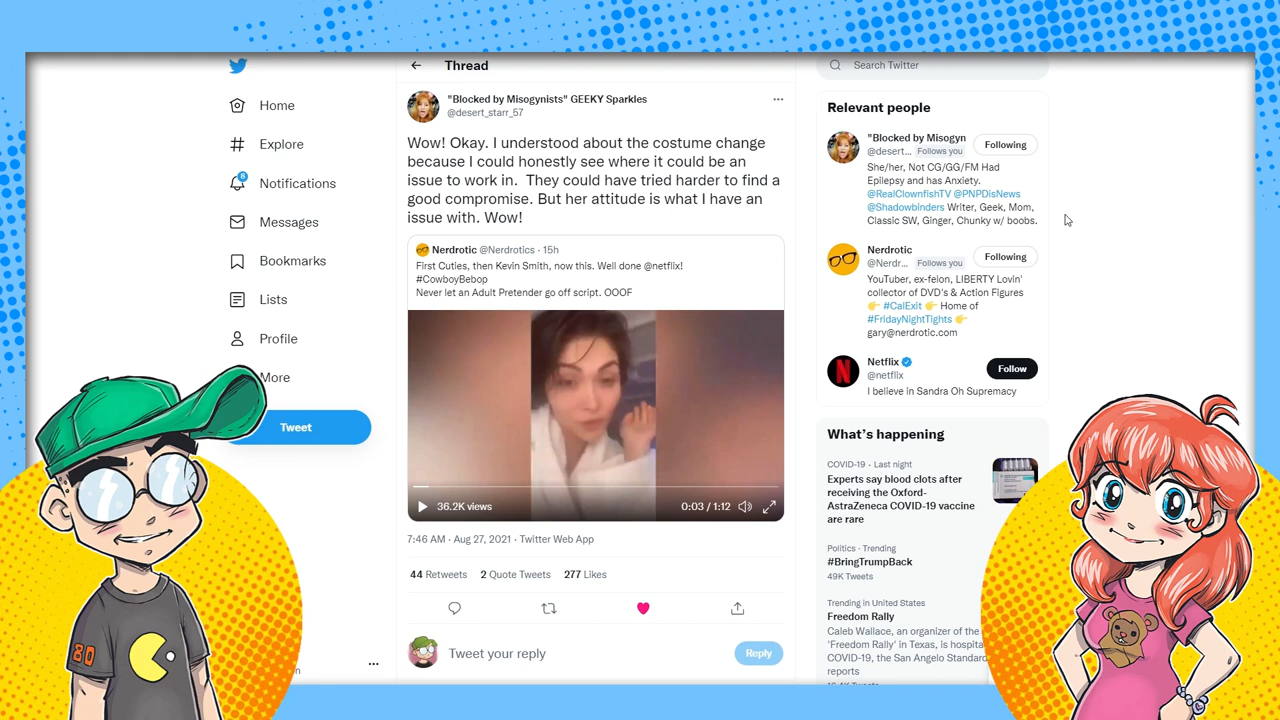 Home
Explore
8
Notifications
Messages
Bookmarks
Lists
Profile
More
Tweet
Thread
"Blocked by Misogynists" GEEKY Sparkles
@desert_starr_57
Wow! Okay. I understood about the costume change
because I could honestly see where it could be an
issue to work in. They could have tried harder to find a
good compromise. But her attitude is what I have an
issue with. Wow!
Nerdrotic @Nerdrotics · 15h
First Cuties, then Kevin Smith, now this. Well done @netflix!
#CowboyBebop
Never let an Adult Pretender go off script. OOOF
36.2K views
0:03 / 1:12
7:46 AM · Aug 27, 2021 · Twitter Web App
44 Retweets 2 Quote Tweets 277 Likes
Tweet your reply
Reply
Search Twitter
Relevant people
"Blocked by Misogyn
@desert... Follows you
Following
She/her, Not CG/GG/FM Had
Epilepsy and has Anxiety.
@RealClownfishTV @PNPDisNews
@Shadowbinders Writer, Geek, Mom,
Classic SW, Ginger, Chunky w/ boobs.
Nerdrotic
@Nerdr... Follows you
Following
YouTuber, ex-felon, LIBERTY Lovin'
collector of DVD's & Action Figures
👉 #CalExit 👉 Home of
#FridayNightTights 👉
gary@nerdrotic.com
Netflix
@netflix
Follow
I believe in Sandra Oh Supremacy
What's happening
COVID-19 · Last night
Experts say blood clots after
receiving the Oxford-
AstraZeneca COVID-19 vaccine
are rare
Politics · Trending
#BringTrumpBack
49K Tweets
Trending in United States
Freedom Rally
Caleb Wallace, an organizer of the
'Freedom Rally' in Texas, is hospita
COVID-19, the San Angelo Standard
reports
80